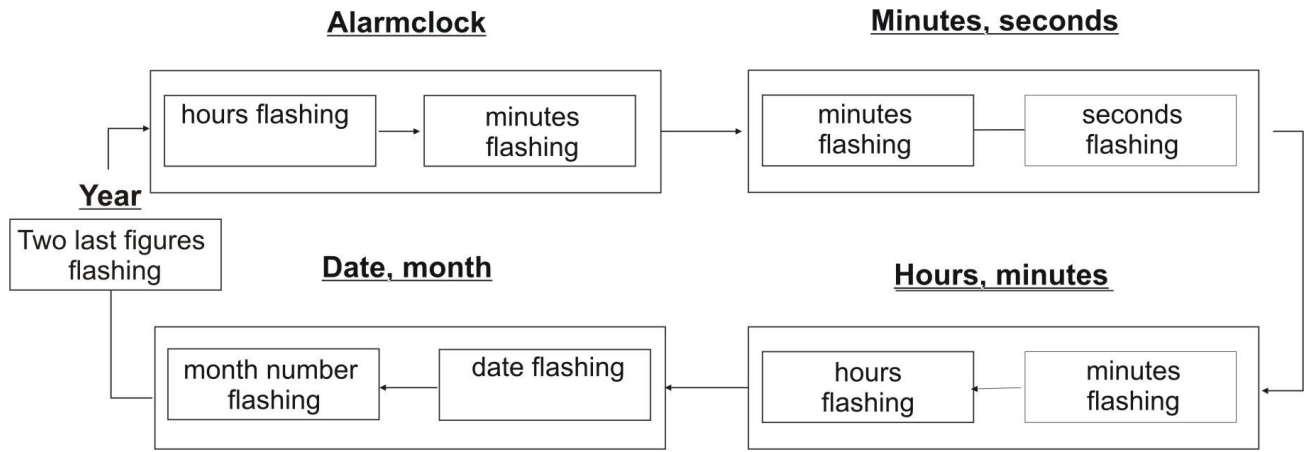 Alarmclock
Minutes, seconds
hours flashing
minutes
flashing
minutes
flashing
seconds
flashing
Year
Two last figures
flashing
Date, month
Hours, minutes
month number
flashing
date flashing
hours
flashing
minutes
flashing